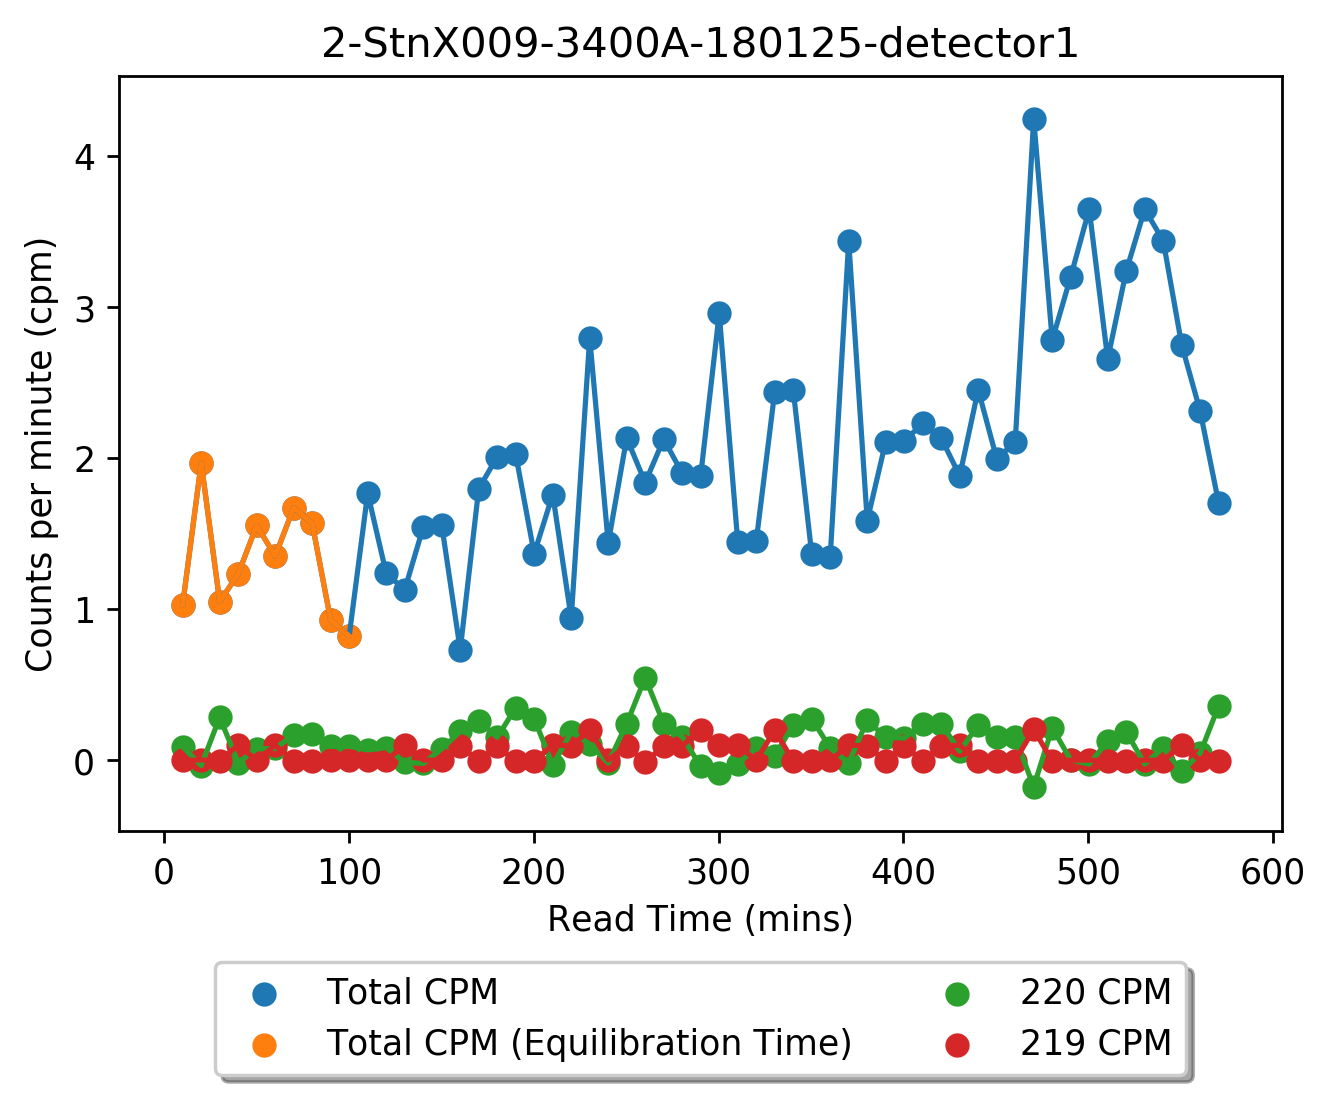 2-StnX009-3400A-180125-detector1
Counts per minute (cpm)
4
3
2
1
0
0 100 200 300 400 500 600
Read Time (mins)
Total CPM
Total CPM (Equilibration Time)
220 CPM
219 CPM